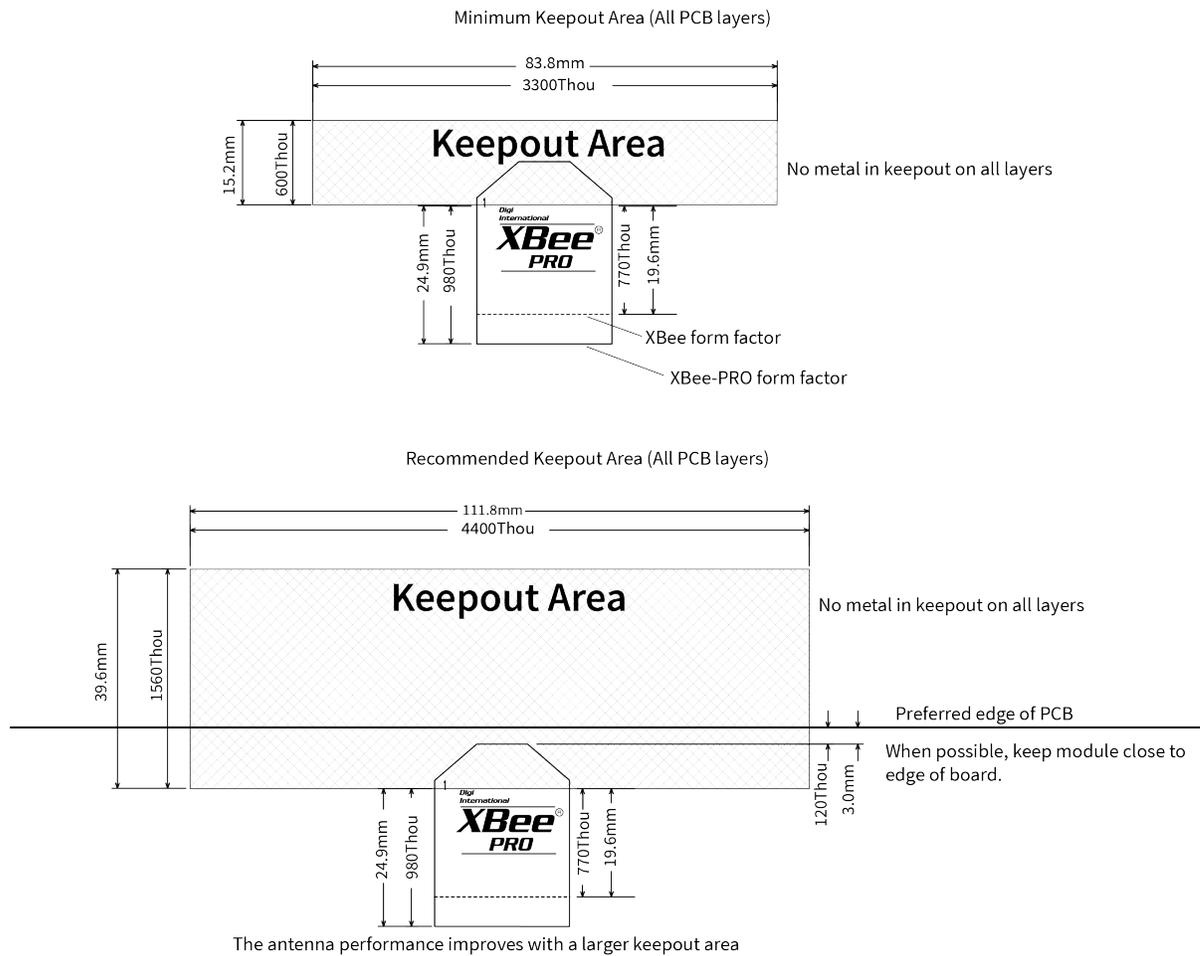 Minimum Keepout Area (All PCB layers)
83.8mm
3300Thou
Keepout Area
15.2mm
600Thou
No metal in keepout on all layers
1
Digi
International
XBee®
PRO
24.9mm
980Thou
770Thou
19.6mm
XBee form factor
XBee-PRO form factor
Recommended Keepout Area (All PCB layers)
111.8mm
4400Thou
Keepout Area
No metal in keepout on all layers
39.6mm
1560Thou
Preferred edge of PCB
When possible, keep module close to
edge of board.
120Thou
3.0mm
1
Digi
International
XBee®
PRO
24.9mm
980Thou
770Thou
19.6mm
The antenna performance improves with a larger keepout area